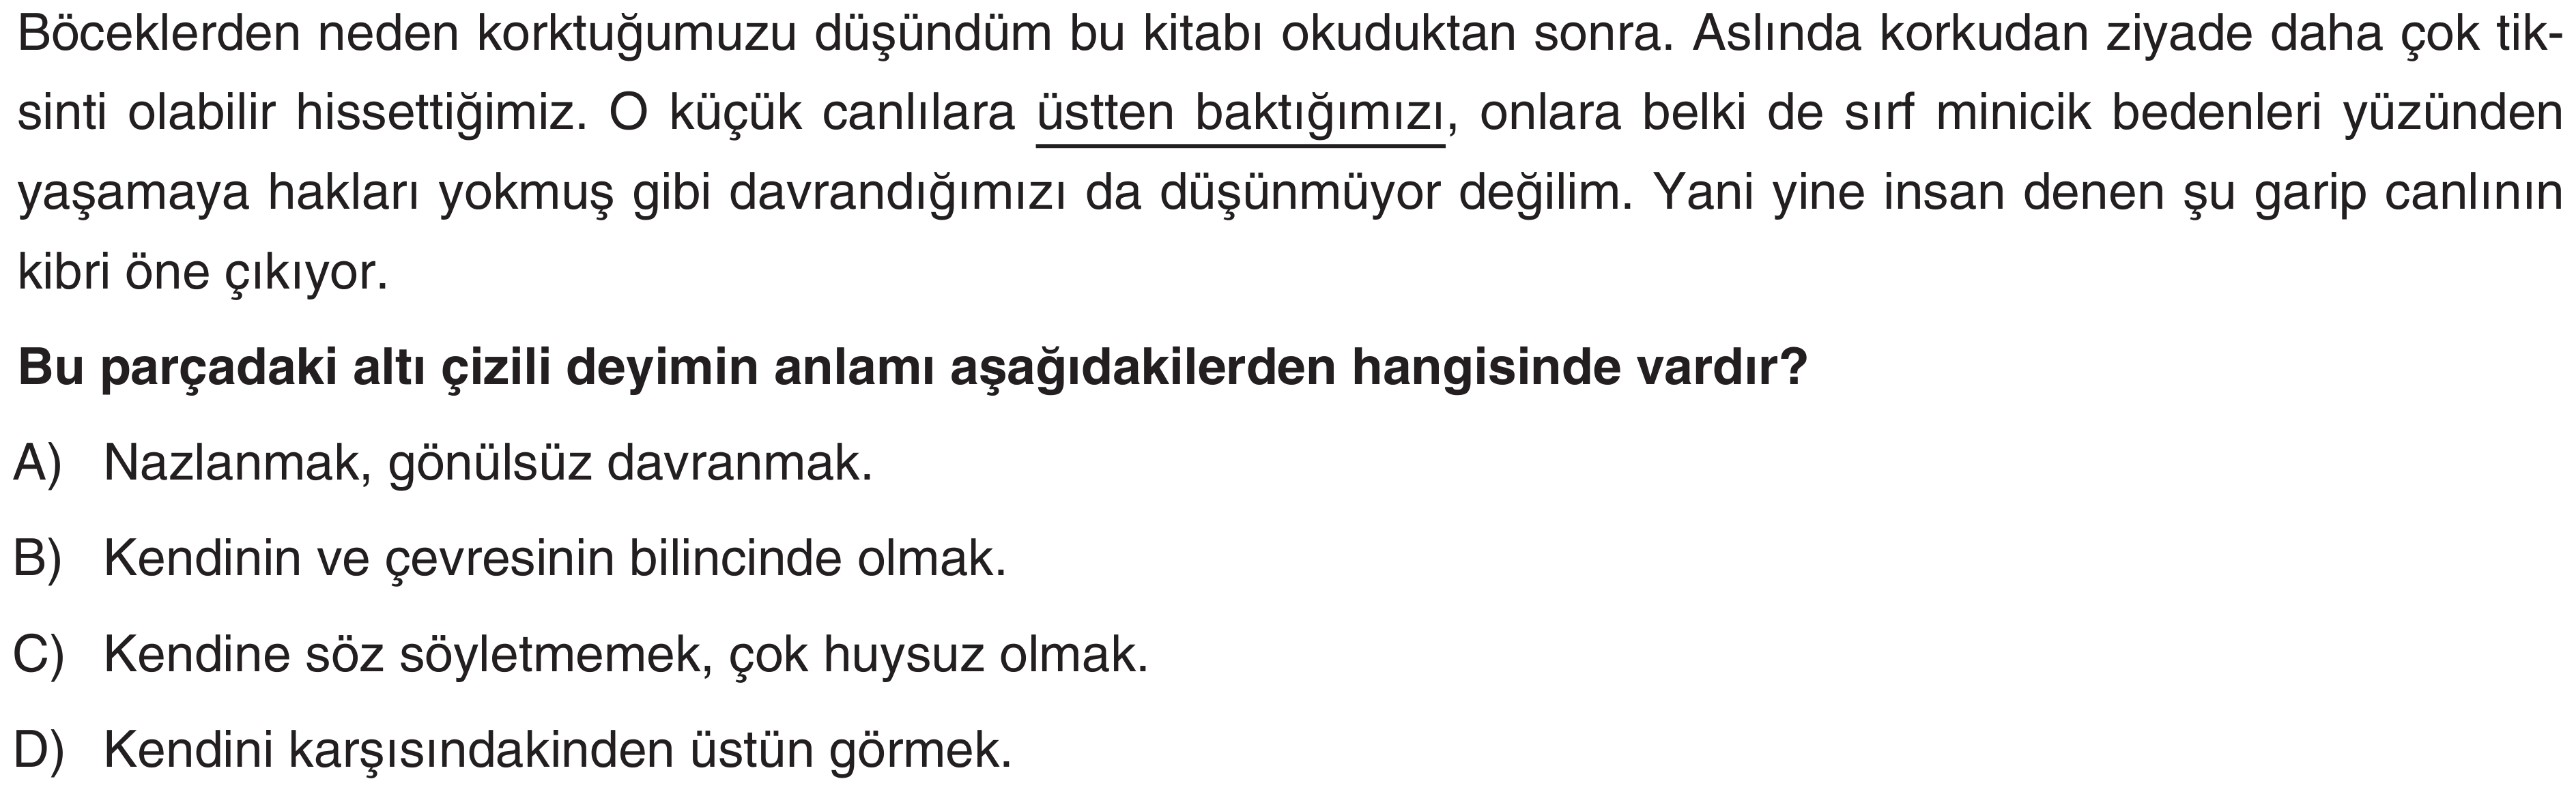 Böceklerden neden korktuğumuzu düşündüm bu kitabı okuduktan sonra. Aslında korkudan ziyade daha çok tik-
sinti olabilir hissettiğimiz. O küçük canlılara üstten baktığımızı, onlara belki de sırf minicik bedenleri yüzünden
yaşamaya hakları yokmuş gibi davrandığımızı da düşünmüyor değilim. Yani yine insan denen şu garip canlının
kibri öne çıkıyor.
Bu parçadaki altı çizili deyimin anlamı aşağıdakilerden hangisinde vardır?
A) Nazlanmak, gönülsüz davranmak.
B) Kendinin ve çevresinin bilincinde olmak.
C) Kendine söz söyletmemek, çok huysuz olmak.
D) Kendini karşısındakinden üstün görmek.